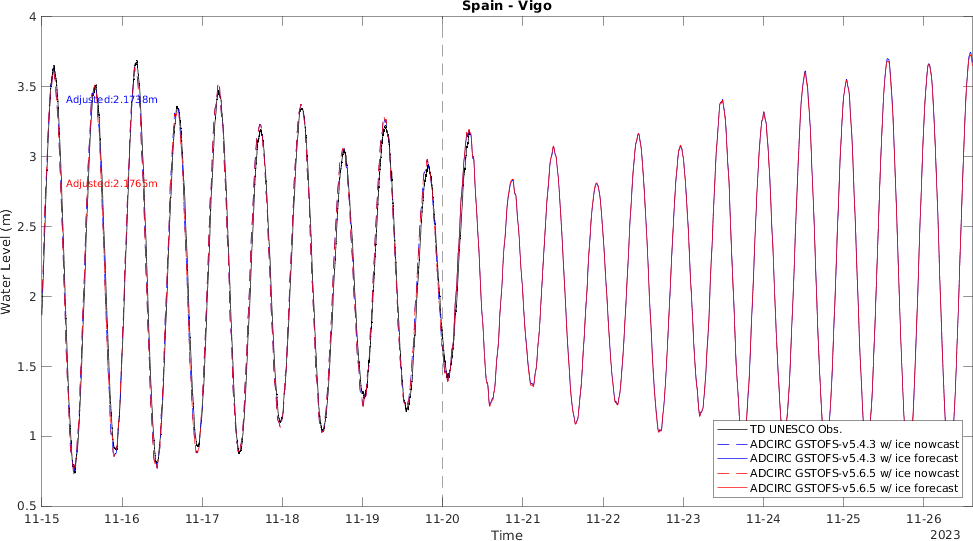 Spain - Vigo
4
3.5
3
2.5
2
1.5
1
0.5
Water Level (m)
Adjusted:2.1738m
Adjusted:2.1765m
TD UNESCO Obs.
ADCIRC GSTOFS-v5.4.3 w/ ice nowcast
ADCIRC GSTOFS-v5.4.3 w/ ice forecast
ADCIRC GSTOFS-v5.6.5 w/ ice nowcast
ADCIRC GSTOFS-v5.6.5 w/ ice forecast
11-15 11-16 11-17 11-18 11-19 11-20 11-21 11-22 11-23 11-24 11-25 11-26
2023
Time